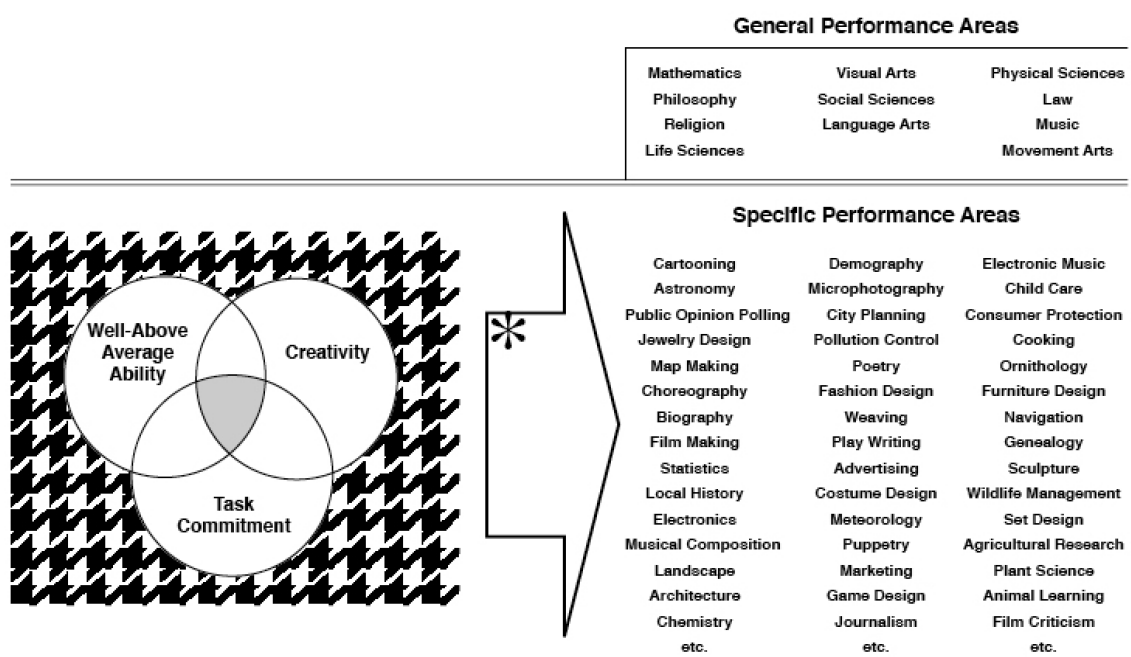 General Performance Areas
Mathematics Visual Arts Physical Sciences
Philosophy Social Sciences Law
Religion Language Arts Music
Life Sciences Movement Arts
Specific Performance Areas
Cartooning Demography Electronic Music
Astronomy Microphotography Child Care
Public Opinion Polling City Planning Consumer Protection
Jewelry Design Pollution Control Cooking
Map Making Poetry Ornithology
Choreography Fashion Design Furniture Design
Biography Weaving Navigation
Film Making Play Writing Genealogy
Statistics Advertising Sculpture
Local History Costume Design Wildlife Management
Electronics Meteorology Set Design
Musical Composition Puppetry Agricultural Research
Landscape Marketing Plant Science
Architecture Game Design Animal Learning
Chemistry Journalism Film Criticism
etc. etc. etc.
Well-Above
Average
Ability
Creativity
Task
Commitment
*